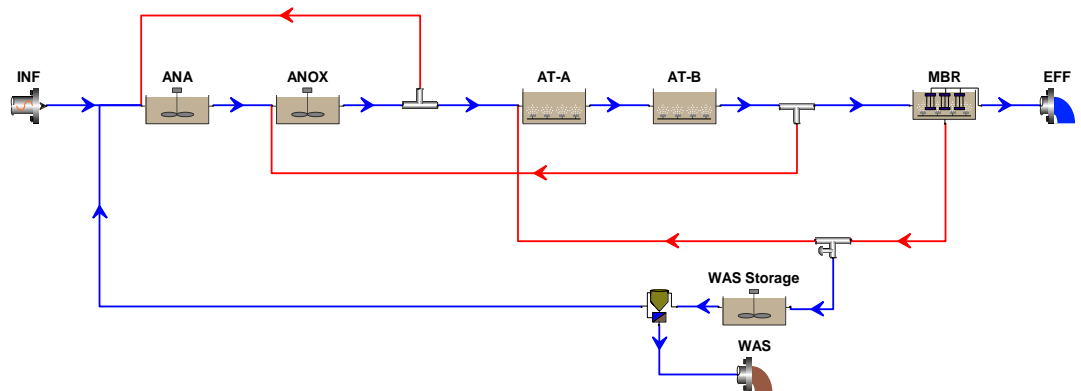 INF
ANA
ANOX
AT-A
AT-B
MBR
EFF
WAS Storage
WAS